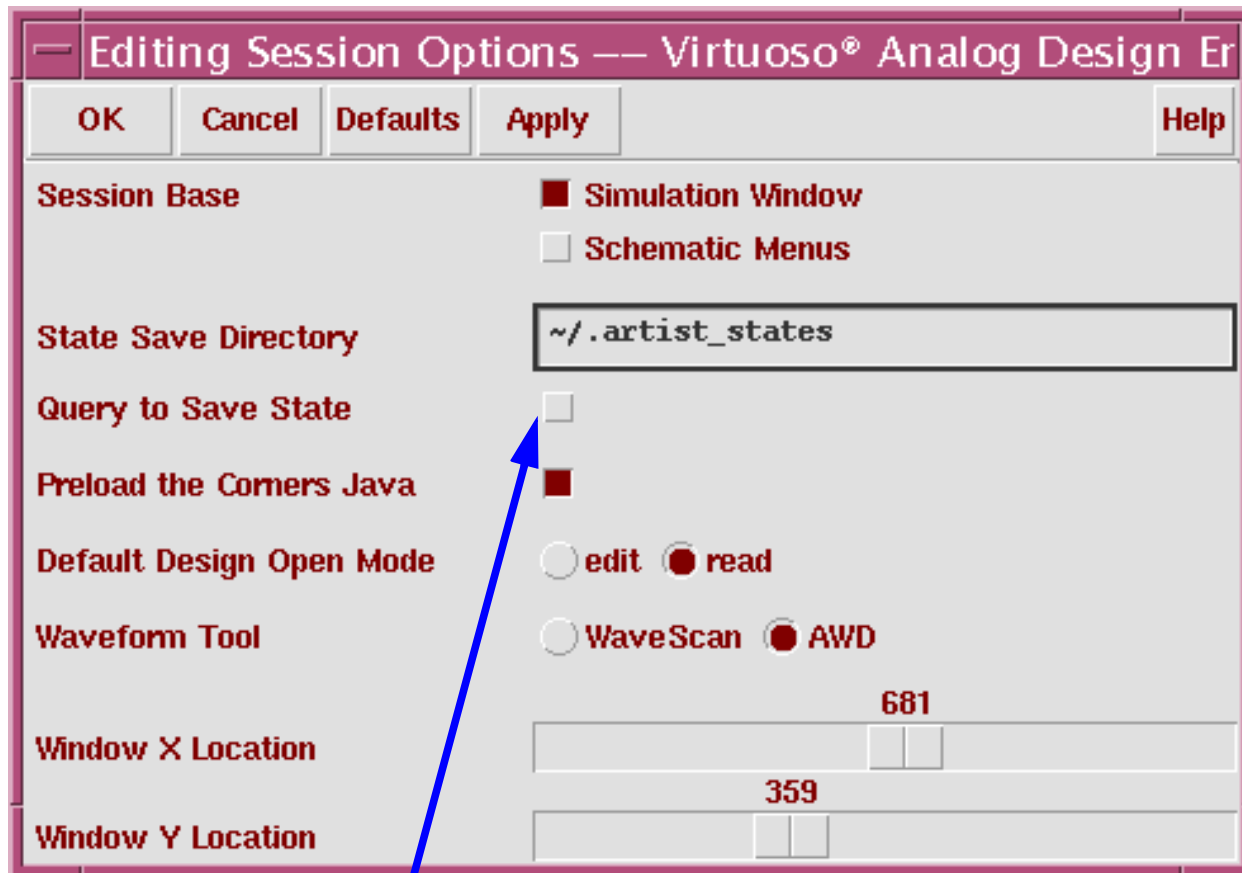 Editing Session Options —— Virtuoso® Analog Design
OK Cancel Defaults Apply Help
Session Base Simulation Window
Schematic Menus
State Save Directory ~/.artist_states
Query to Save State
Preload the Corners Java
Default Design Open Mode edit read
Waveform Tool WaveScan AWD
681
Window X Location
359
Window Y Location